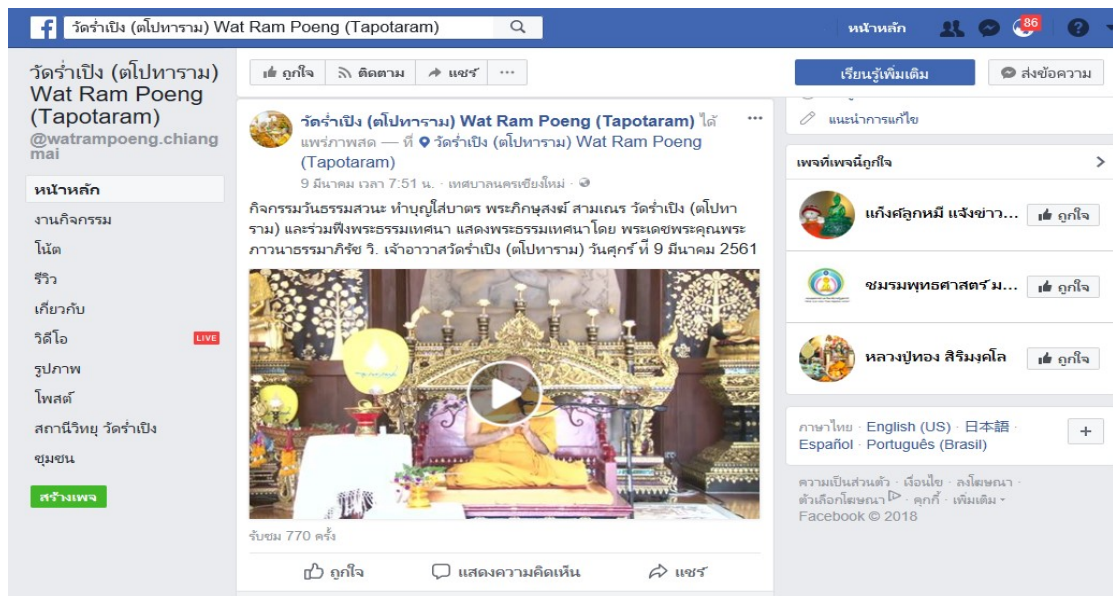 วัดร่ำเปิง (ตโปทาราม) Wat Ram Poeng (Tapotaram)
หน้าหลัก
86
วัดร่ำเปิง (ตโปทาราม)
Wat Ram Poeng
(Tapotaram)
@watrampoeng.chiang
mai
หน้าหลัก
งานกิจกรรม
โน้ต
รีวิว
เกี่ยวกับ
วิดีโอ LIVE
รูปภาพ
โพสต์
สถานีวิทยุ วัดร่ำเปิง
ชุมชน
สร้างเพจ
ถูกใจ ติดตาม แชร์ ···
วัดร่ำเปิง (ตโปทาราม) Wat Ram Poeng (Tapotaram) ได้
แพร่ภาพสด — ที่ วัดร่ำเปิง (ตโปทาราม) Wat Ram Poeng
(Tapotaram)
9 มีนาคม เวลา 7:51 น. · เทศบาลนครเชียงใหม่ ·
กิจกรรมวันธรรมสวนะ ทำบุญใส่บาตร พระภิกษุสงฆ์ สามเณร วัดร่ำเปิง (ตโปทา
ราม) และร่วมฟังพระธรรมเทศนา แสดงพระธรรมเทศนาโดย พระเดชพระคุณพระ
ภาวนาธรรมาภิรัช วิ. เจ้าอาวาสวัดร่ำเปิง (ตโปทาราม) วันศุกร์ ที่ 9 มีนาคม 2561
รับชม 770 ครั้ง
ถูกใจ แสดงความคิดเห็น แชร์
เรียนรู้เพิ่มเติม ส่งข้อความ
แนะนำการแก้ไข
เพจที่เพจนี้ถูกใจ
แก๊งศัลูกหมี แจ้งข่าว... ถูกใจ
ชมรมพุทธศาสตร์ ม... ถูกใจ
หลวงปู่ทอง สิริมงฺคโล ถูกใจ
ภาษาไทย · English (US) · 日本語 ·
Español · Português (Brasil)
ความเป็นส่วนตัว · เงื่อนไข · ลงโฆษณา ·
ตัวเลือกโฆษณา · คุกกี้ · เพิ่มเติม
Facebook © 2018